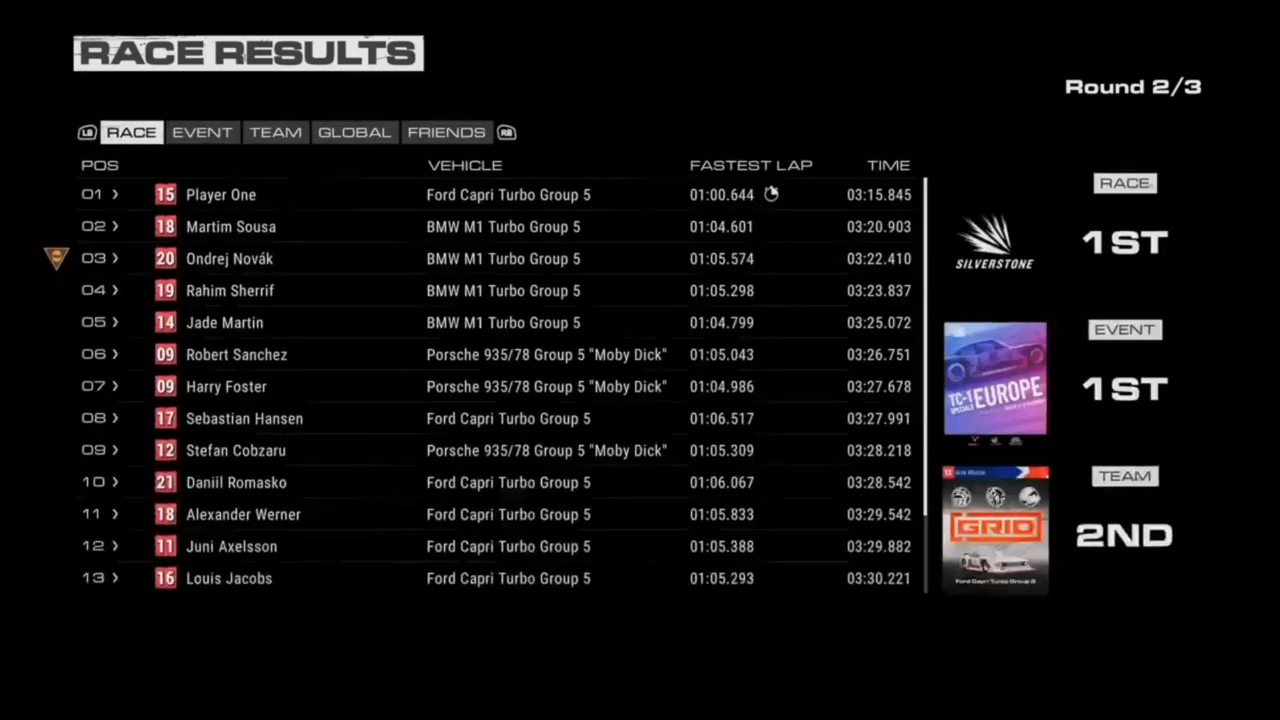 RACE RESULTS
Round 2/3
LB RACE EVENT TEAM GLOBAL FRIENDS RB
POS VEHICLE FASTEST LAP TIME
01 15 Player One Ford Capri Turbo Group 5 01:00.644 03:15.845
02 18 Martim Sousa BMW M1 Turbo Group 5 01:04.601 03:20.903
03 20 Ondrej Novák BMW M1 Turbo Group 5 01:05.574 03:22.410
04 19 Rahim Sherrif BMW M1 Turbo Group 5 01:05.298 03:23.837
05 14 Jade Martin BMW M1 Turbo Group 5 01:04.799 03:25.072
06 09 Robert Sanchez Porsche 935/78 Group 5 "Moby Dick" 01:05.043 03:26.751
07 09 Harry Foster Porsche 935/78 Group 5 "Moby Dick" 01:04.986 03:27.678
08 17 Sebastian Hansen Ford Capri Turbo Group 5 01:06.517 03:27.991
09 12 Stefan Cobzaru Porsche 935/78 Group 5 "Moby Dick" 01:05.309 03:28.218
10 21 Daniil Romasko Ford Capri Turbo Group 5 01:06.067 03:28.542
11 18 Alexander Werner Ford Capri Turbo Group 5 01:05.833 03:29.542
12 11 Juni Axelsson Ford Capri Turbo Group 5 01:05.388 03:29.882
13 16 Louis Jacobs Ford Capri Turbo Group 5 01:05.293 03:30.221
RACE
SILVERSTONE
1ST
EVENT
TC-1
EUROPE
1ST
TEAM
GRID
Ford Capri Turbo Group 5
2ND